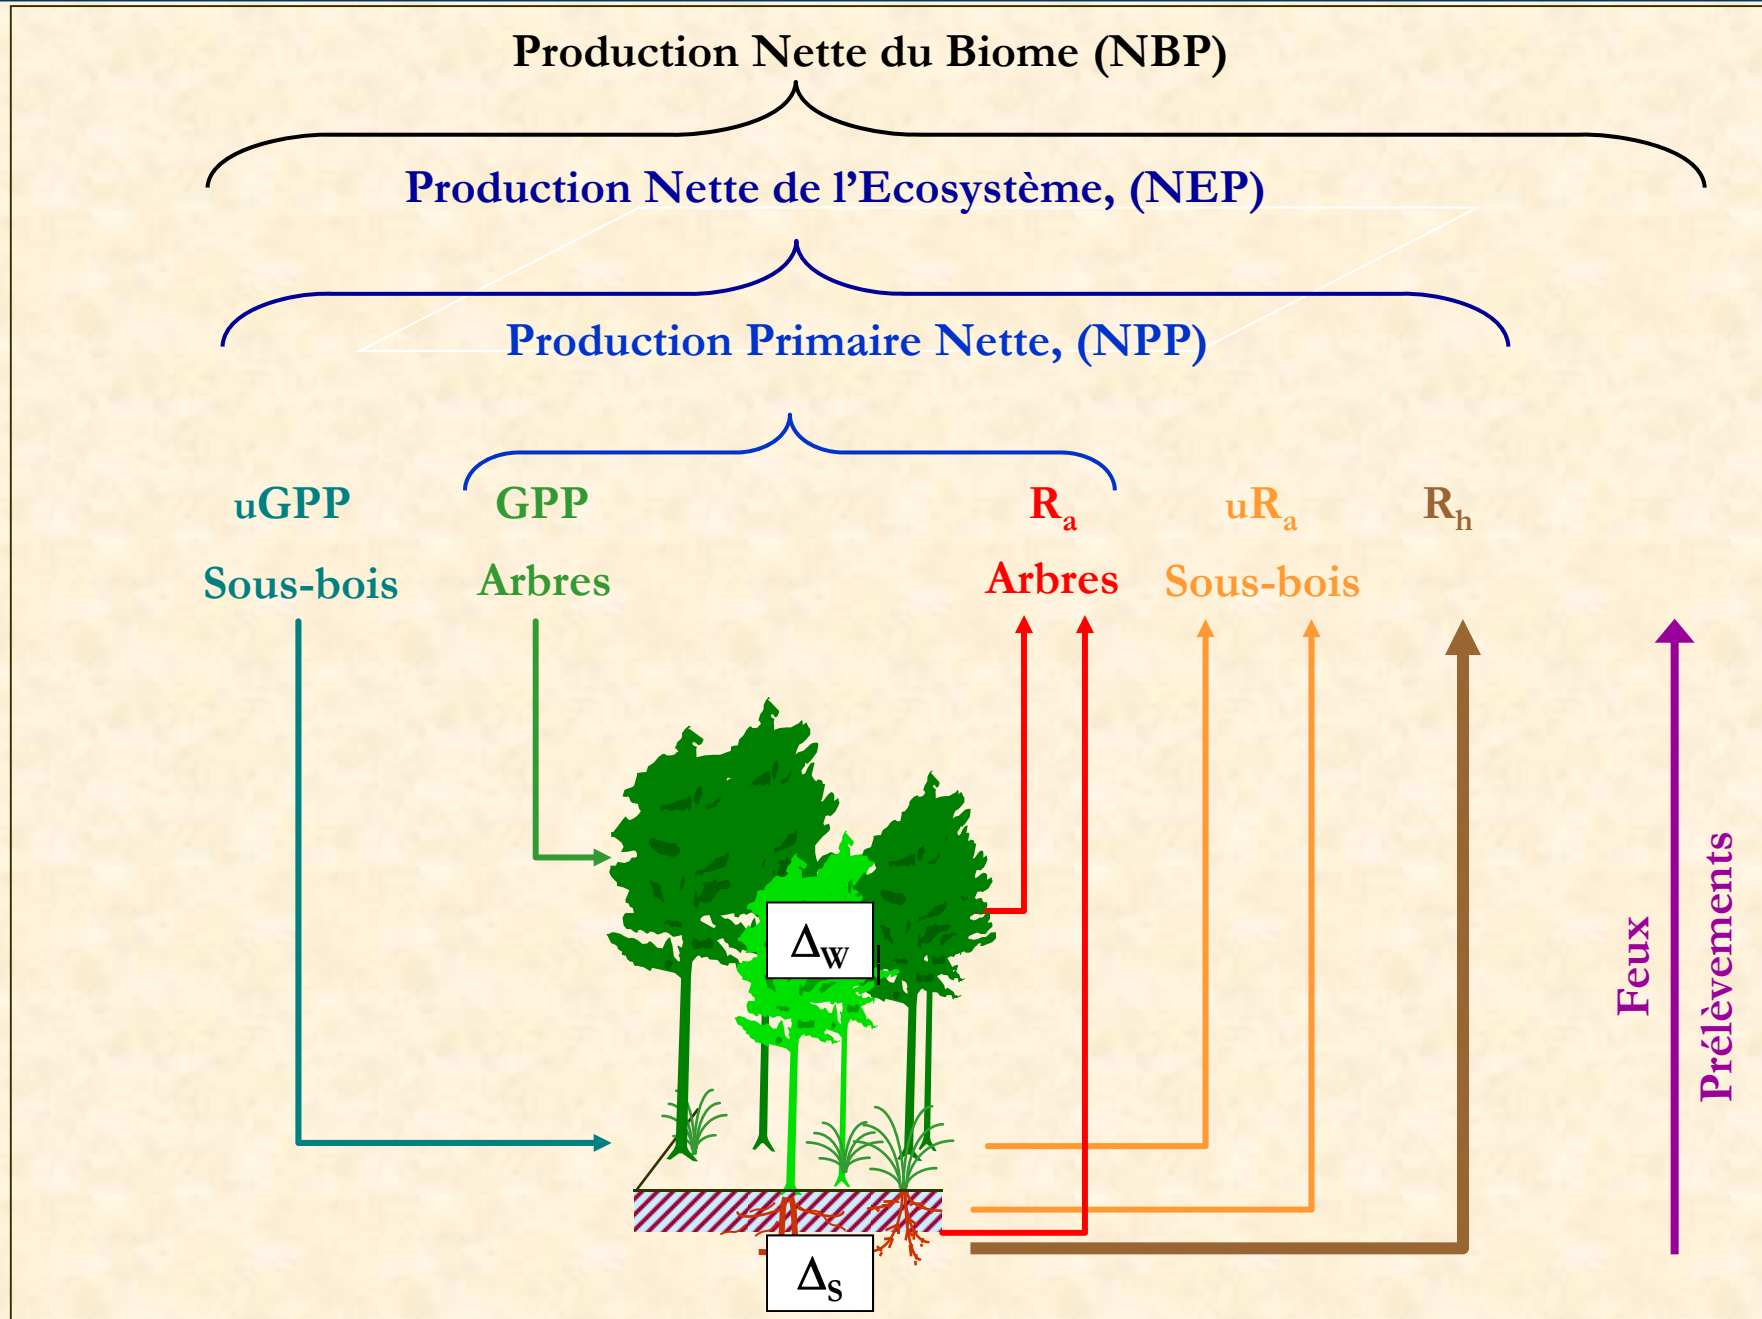 Production Nette du Biome (NBP)
Production Nette de l’Ecosystème, (NEP)
Production Primaire Nette, (NPP)
uGPP
Sous-bois
GPP
Arbres
Rₐ
Arbres
uRₐ
Sous-bois
Rₕ
Feux
Prélèvements
ΔW
ΔS